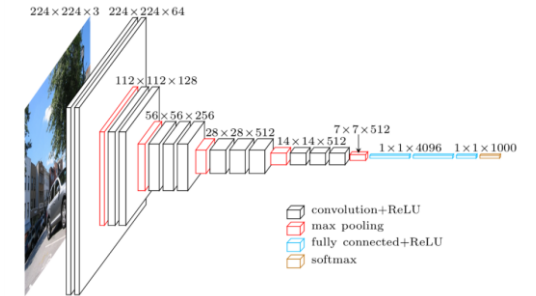 224×224×3
224×224×64
112×112×128
56×56×256
28×28×512
14×14×512
7×7×512
1×1×4096
1×1×1000
convolution+ReLU
max pooling
fully connected+ReLU
softmax